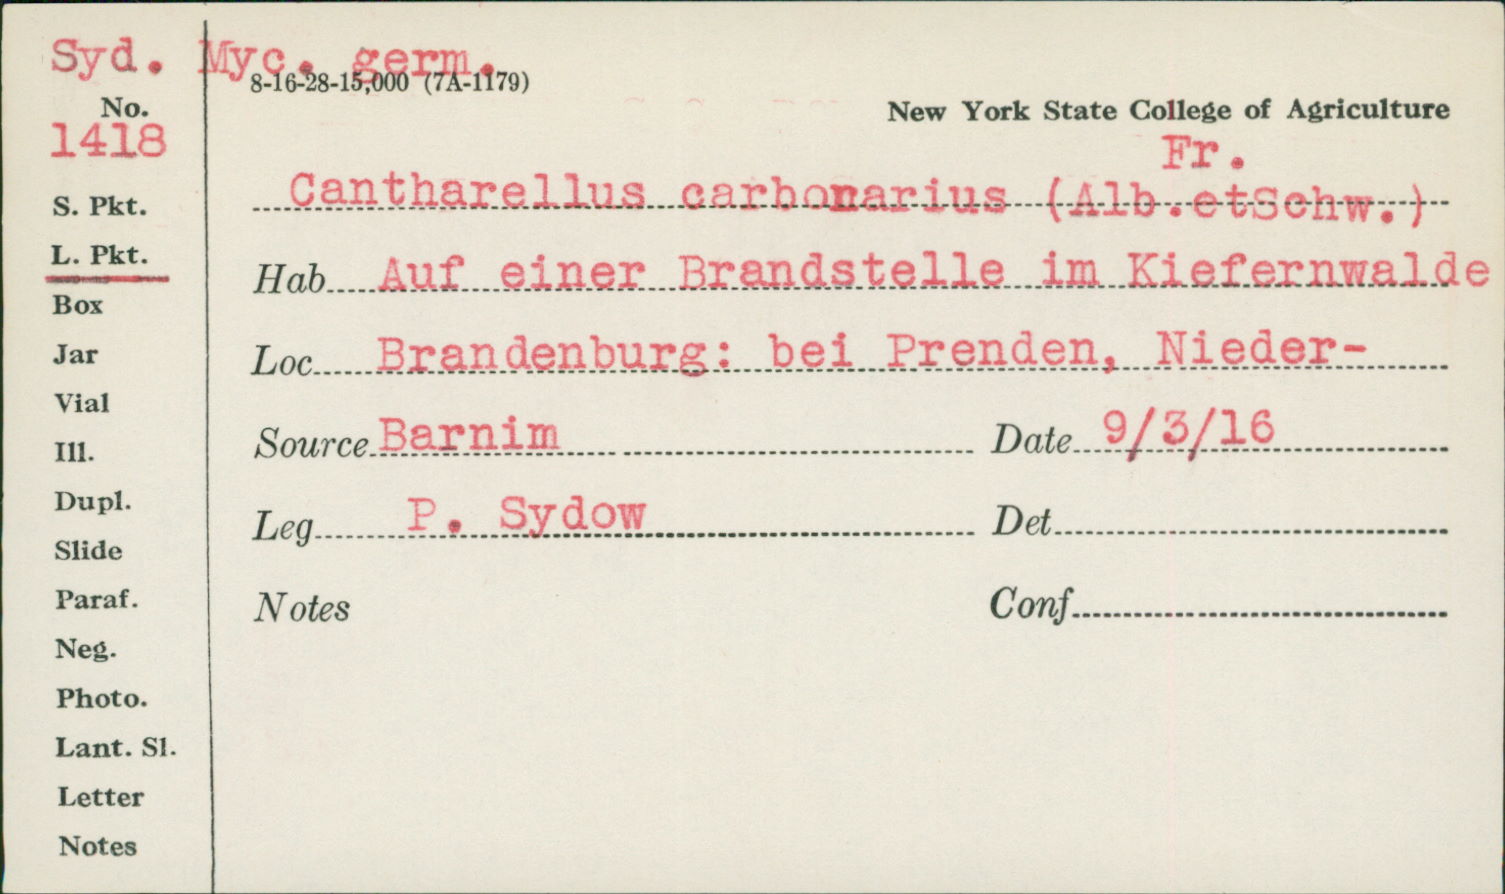 Syd. Myc. germ.
8-16-28-15,000 (7A-1179)
No.
1418
New York State College of Agriculture
Fr.
Cantharellus carbonarius (Alb.etSchw.)
S. Pkt.
L. Pkt.
Hab Auf einer Brandstelle im Kiefernwalde
Box
Jar
Loc Brandenburg: bei Prenden, Nieder-
Vial
Source Barnim Date 9/3/16
Ill.
Dupl.
Leg P. Sydow Det
Slide
Paraf.
Notes Conf
Neg.
Photo.
Lant. Sl.
Letter
Notes